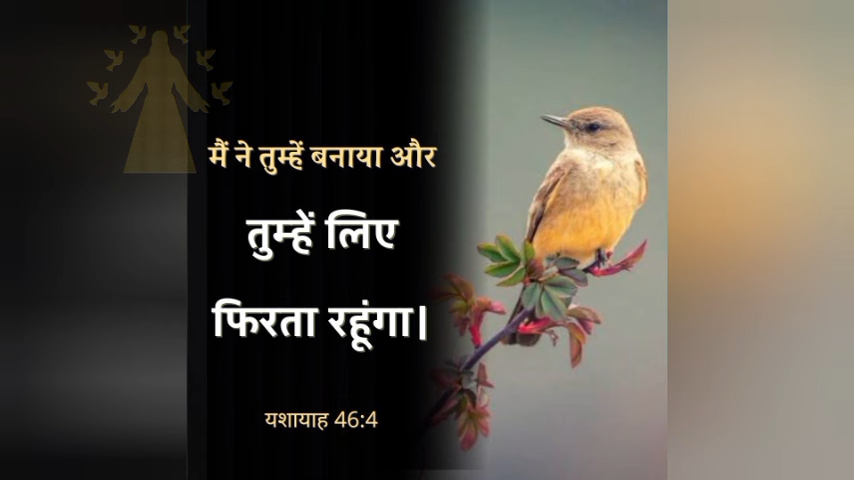 मैं ने तुम्हें बनाया और
तुम्हें लिए
फिरता रहूंगा।
यशायाह 46:4